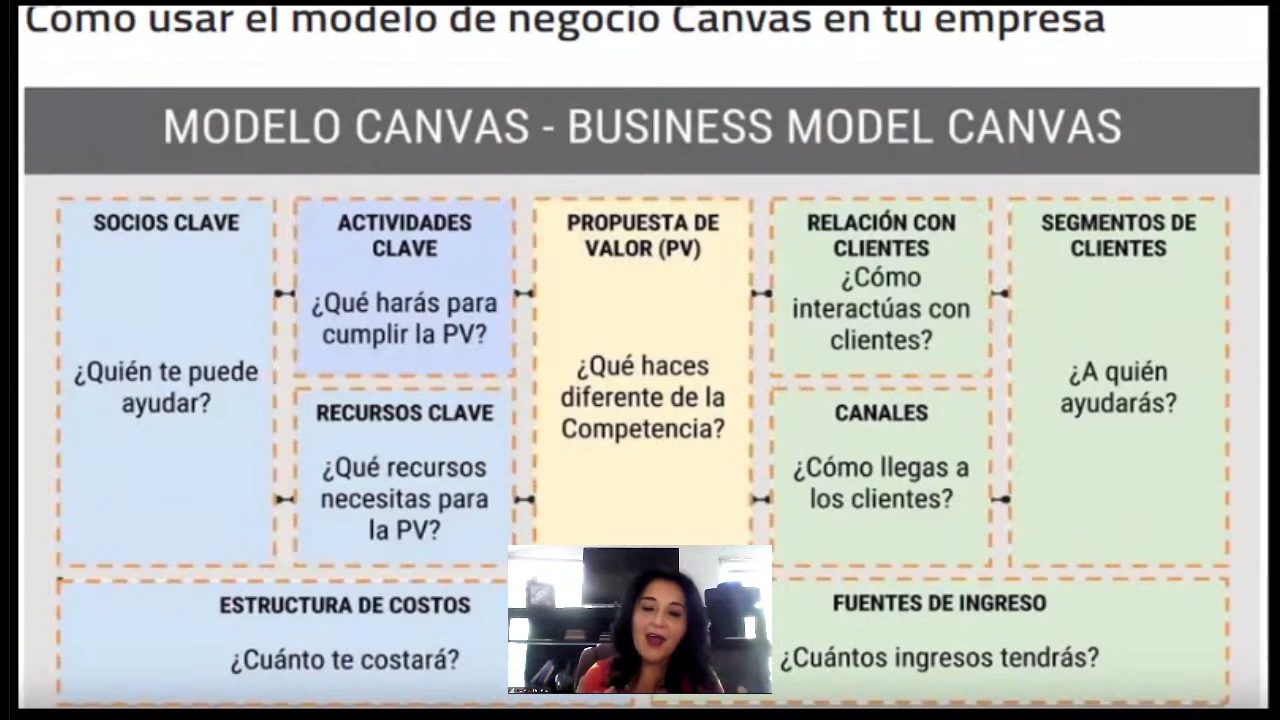 Cómo usar el modelo de negocio Canvas en tu empresa
MODELO CANVAS - BUSINESS MODEL CANVAS
SOCIOS CLAVE
¿Quién te puede
ayudar?
ACTIVIDADES
CLAVE
¿Qué harás para
cumplir la PV?
RECURSOS CLAVE
¿Qué recursos
necesitas para
la PV?
PROPUESTA DE
VALOR (PV)
¿Qué haces
diferente de la
Competencia?
RELACIÓN CON
CLIENTES
¿Cómo
interactúas con
clientes?
CANALES
¿Cómo llegas a
los clientes?
SEGMENTOS DE
CLIENTES
¿A quién
ayudarás?
ESTRUCTURA DE COSTOS
¿Cuánto te costará?
FUENTES DE INGRESO
¿Cuántos ingresos tendrás?